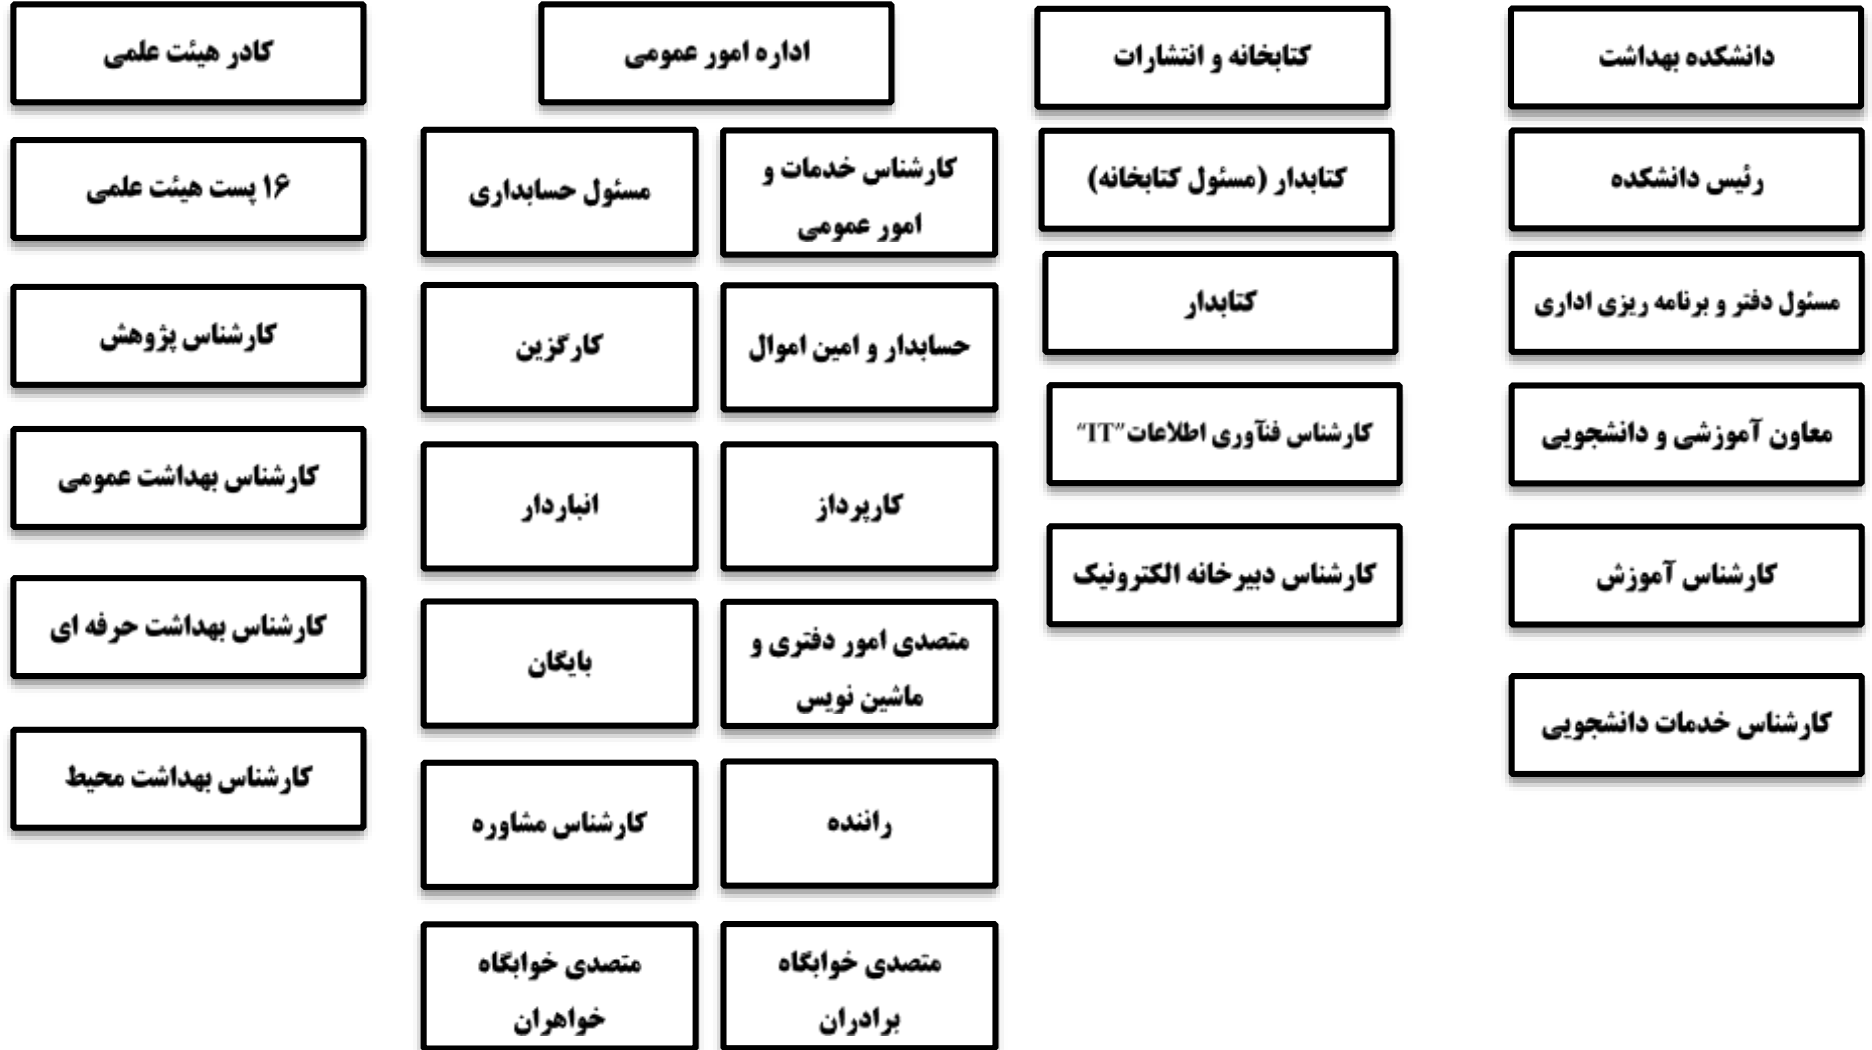 دانشکده بهداشت
رئیس دانشکده
مسئول دفتر و برنامه ریزی اداری
معاون آموزشی و دانشجویی
کارشناس آموزش
کارشناس خدمات دانشجویی
کتابخانه و انتشارات
کتابدار (مسئول کتابخانه)
کتابدار
کارشناس فنآوری اطلاعات"IT"
کارشناس دبیرخانه الکترونیک
اداره امور عمومی
کارشناس خدمات و
امور عمومی
مسئول حسابداری
حسابدار و امین اموال
کارگزین
کارپرداز
انباردار
متصدی امور دفتری و
ماشین نویس
بایگان
راننده
کارشناس مشاوره
متصدی خوابگاه
برادران
متصدی خوابگاه
خواهران
کادر هیئت علمی
۱۶ پست هیئت علمی
کارشناس پژوهش
کارشناس بهداشت عمومی
کارشناس بهداشت حرفه ای
کارشناس بهداشت محیط